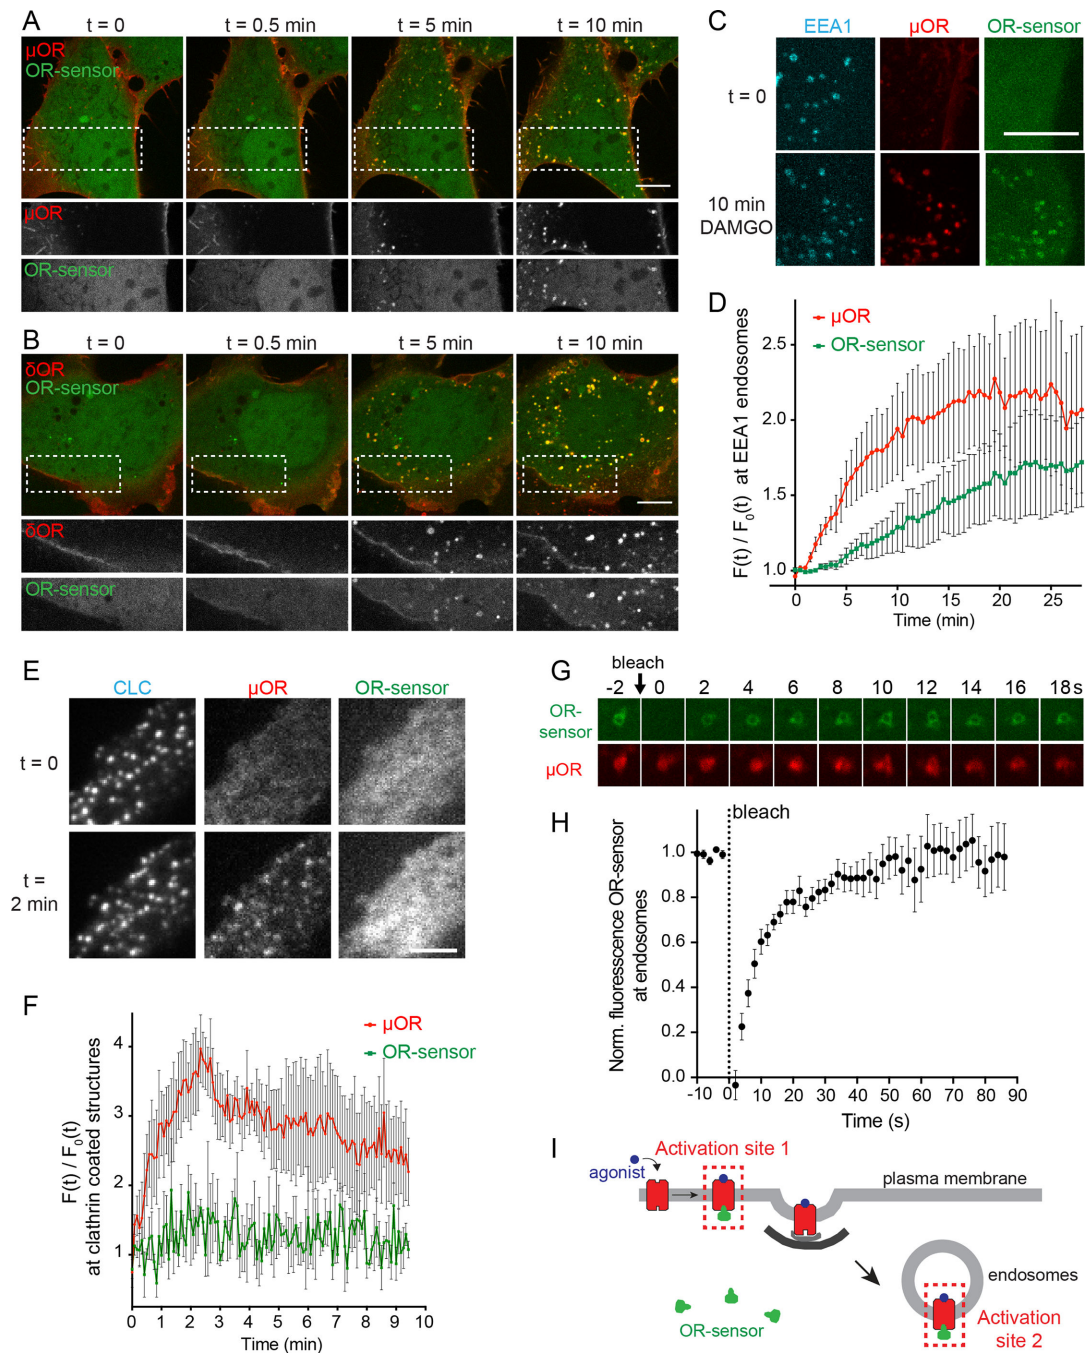 A
t = 0
t = 0.5 min
t = 5 min
t = 10 min
µOR
OR-sensor
µOR
OR-sensor
B
t = 0
t = 0.5 min
t = 5 min
t = 10 min
δOR
OR-sensor
δOR
OR-sensor
C
EEA1
µOR
OR-sensor
t = 0
10 min
DAMGO
D
µOR
OR-sensor
F(t) / F₀(t) at EEA1 endosomes
2.5
2.0
1.5
1.0
0
5
10
15
20
25
Time (min)
E
CLC
µOR
OR-sensor
t = 0
t =
2 min
F
µOR
OR-sensor
F(t) / F₀(t)
at clathrin coated structures
4
3
2
1
0
1
2
3
4
5
6
7
8
9
10
Time (min)
G
bleach
-2
0
2
4
6
8
10
12
14
16
18 s
OR-
sensor
µOR
H
bleach
Norm. fluorescence OR-sensor
at endosomes
1.0
0.8
0.6
0.4
0.2
0.0
-10
0
10
20
30
40
50
60
70
80
90
Time (s)
I
Activation site 1
agonist
plasma membrane
endosomes
OR-sensor
Activation
site 2